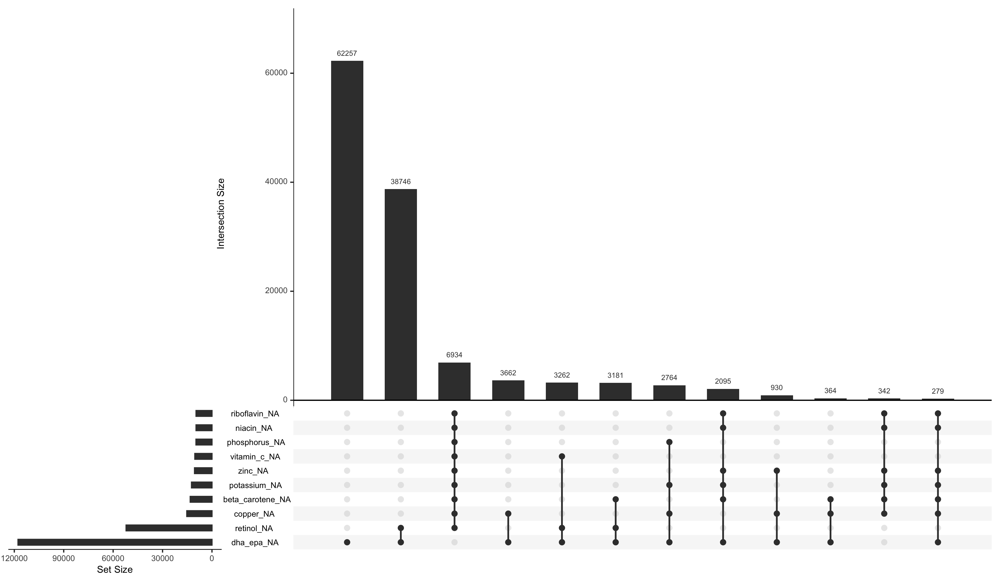 62257
60000
38746
40000
Intersection Size
20000
6934
3662
3262
3181
2764
2095
930
364
342
279
0
riboflavin_NA
niacin_NA
phosphorus_NA
vitamin_c_NA
zinc_NA
potassium_NA
beta_carotene_NA
copper_NA
retinol_NA
dha_epa_NA
120000 90000 60000 30000 0
Set Size